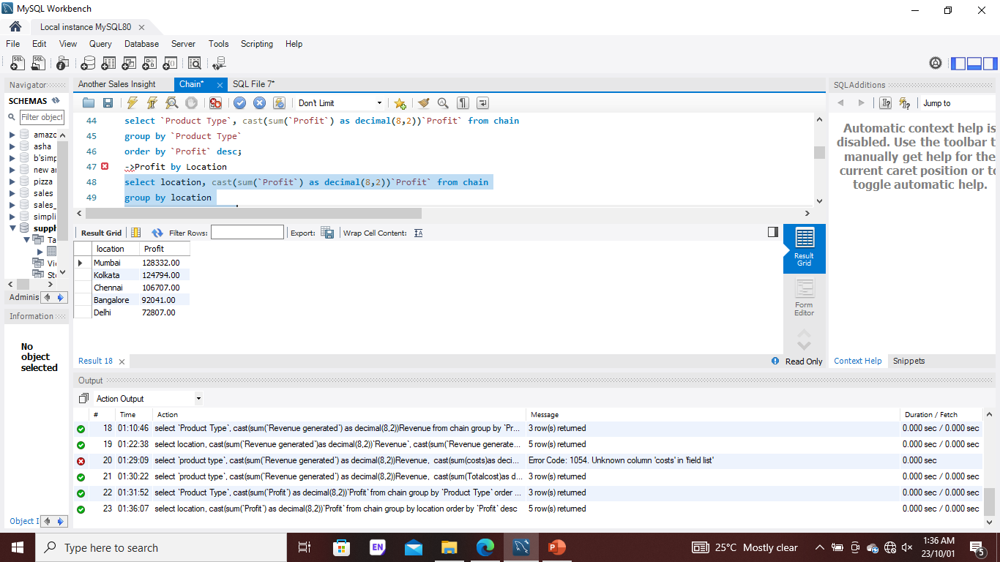 MySQL Workbench
Local instance MySQL80
File Edit View Query Database Server Tools Scripting Help
Navigator
SCHEMAS
Filter object
amazo
asha
b'simp
new ar
pizza
sales
sales_
simpli
suppl
Ta
Vi
St
Adminis
Information
No
object
selected
Object I
Another Sales Insight Chain* SQL File 7*
Don't Limit
44 select `Product Type`, cast(sum(`Profit`) as decimal(8,2))`Profit` from chain
45 group by `Product Type`
46 order by `Profit` desc;
47 ->Profit by Location
48 select location, cast(sum(`Profit`) as decimal(8,2))`Profit` from chain
49 group by location
Result Grid Filter Rows: Export: Wrap Cell Content:
location Profit
Mumbai 128332.00
Kolkata 124794.00
Chennai 106707.00
Bangalore 92041.00
Delhi 72807.00
Result
Grid
Form
Editor
Result 18
Read Only
SQLAdditions
Jump to
Automatic context help is
disabled. Use the toolbar t
manually get help for the
current caret position or to
toggle automatic help.
Context Help Snippets
Output
Action Output
# Time Action Message Duration / Fetch
18 01:10:46 select `Product Type`, cast(sum(`Revenue generated`) as decimal(8,2))Revenue from chain group by `Pr... 3 row(s) returned 0.000 sec / 0.000 sec
19 01:22:38 select location, cast(sum(`Revenue generated`)as decimal(8,2))`Revenue`, cast(sum(`Revenue generate... 5 row(s) returned 0.000 sec / 0.000 sec
20 01:29:09 select `product type`, cast(sum(`Revenue generated`) as decimal(8,2))Revenue, cast(sum(costs)as deci... Error Code: 1054. Unknown column 'costs' in 'field list' 0.000 sec
21 01:30:22 select `product type`, cast(sum(`Revenue generated`) as decimal(8,2))Revenue, cast(sum(Totalcost)as d... 3 row(s) returned 0.000 sec / 0.000 sec
22 01:31:52 select `Product Type`, cast(sum(`Profit`) as decimal(8,2))`Profit` from chain group by `Product Type` order ... 3 row(s) returned 0.000 sec / 0.000 sec
23 01:36:07 select location, cast(sum(`Profit`) as decimal(8,2))`Profit` from chain group by location order by `Profit` desc 5 row(s) returned 0.000 sec / 0.000 sec
Type here to search
EN
25°C Mostly clear
1:36 AM
23/10/01
5